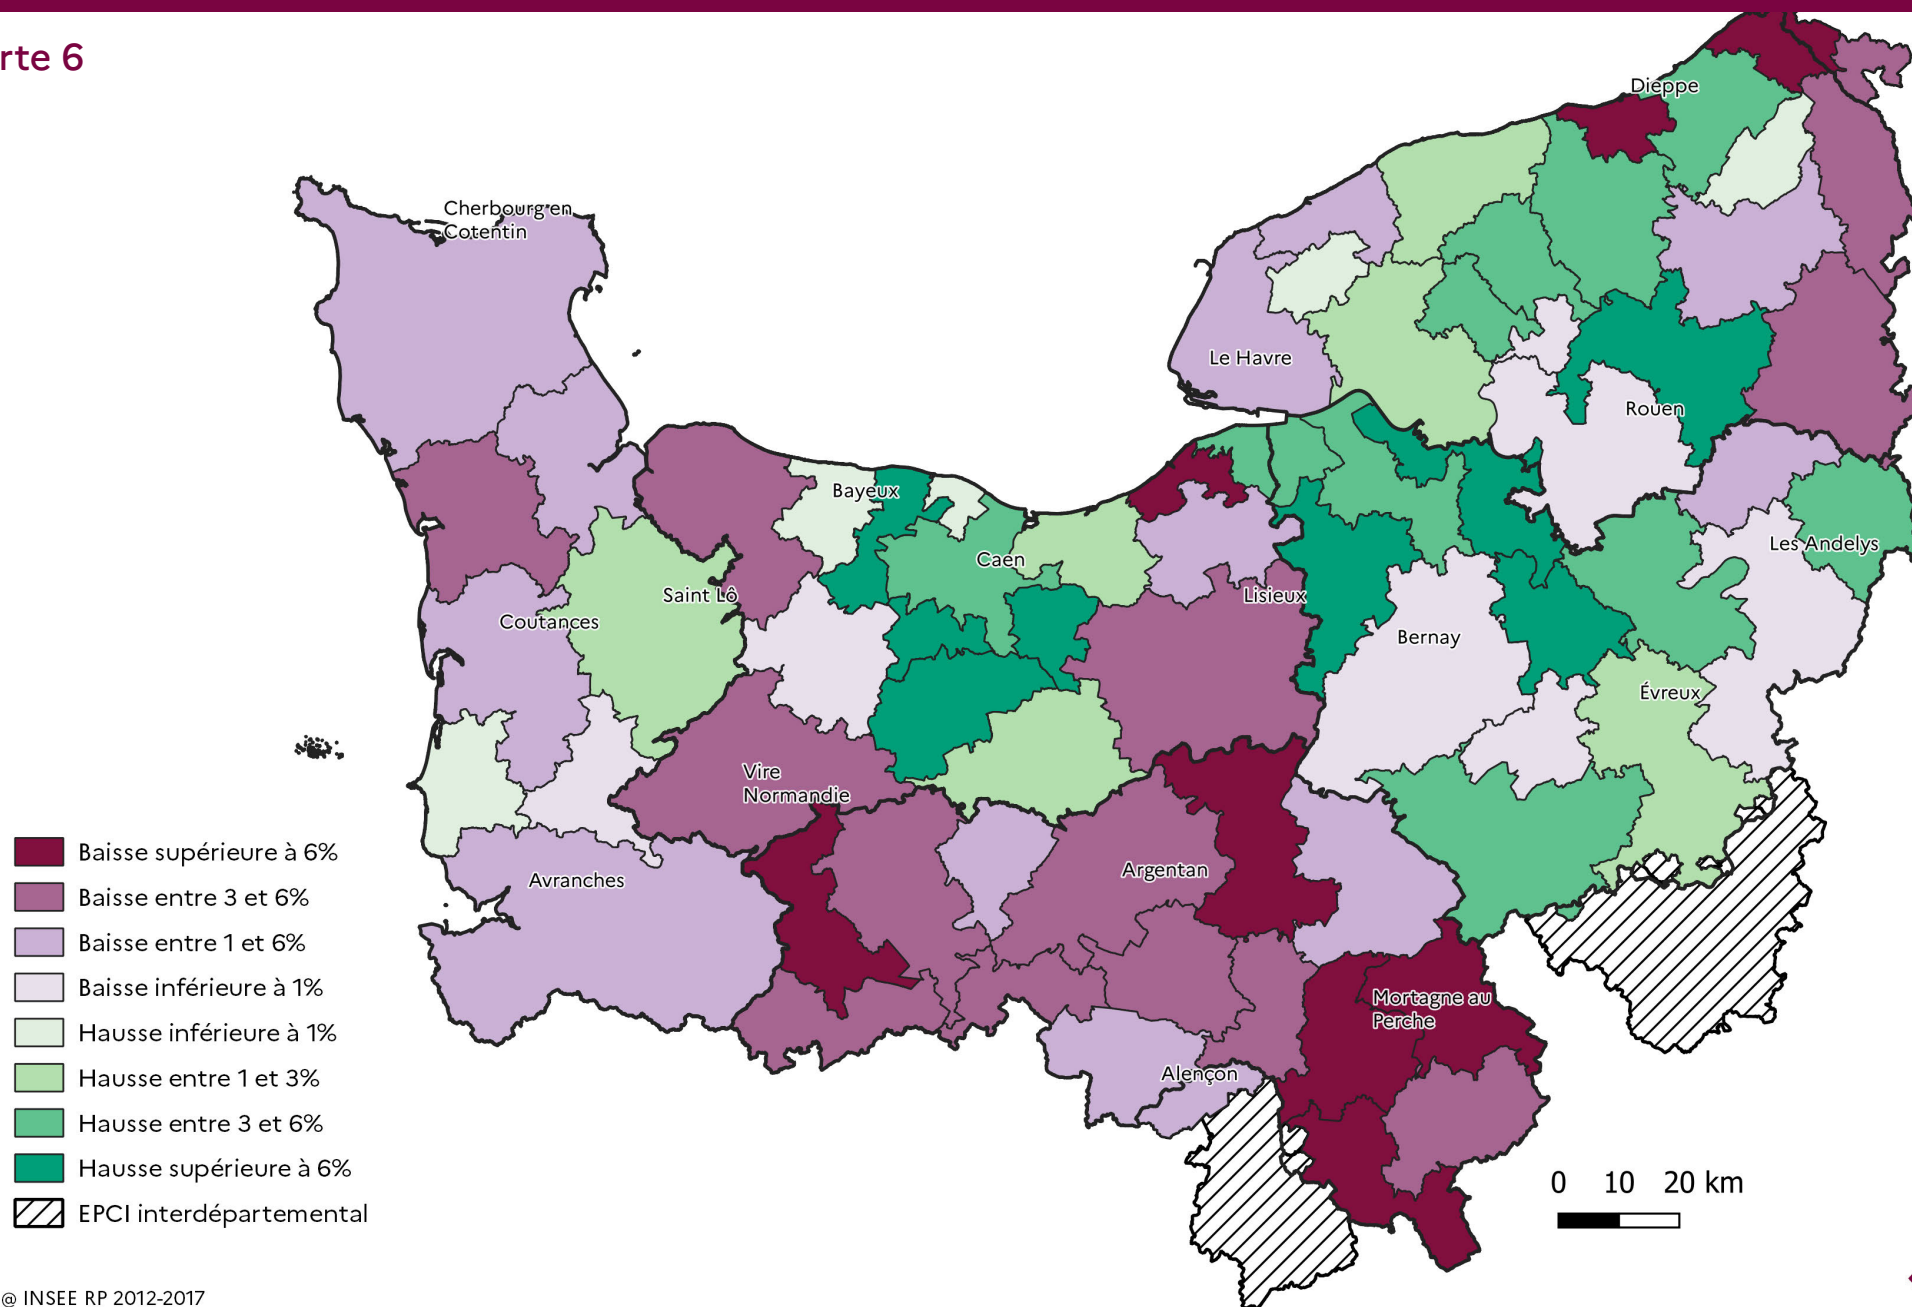 rte 6
Dieppe
Cherbourg en
Cotentin
Le Havre
Rouen
Bayeux
Caen
Les Andelys
Saint Lô
Lisieux
Coutances
Bernay
Évreux
Vire
Normandie
Argentan
Avranches
Mortagne au
Perche
Alençon
Baisse supérieure à 6%
Baisse entre 3 et 6%
Baisse entre 1 et 6%
Baisse inférieure à 1%
Hausse inférieure à 1%
Hausse entre 1 et 3%
Hausse entre 3 et 6%
Hausse supérieure à 6%
EPCI interdépartemental
0 10 20 km
@ INSEE RP 2012-2017